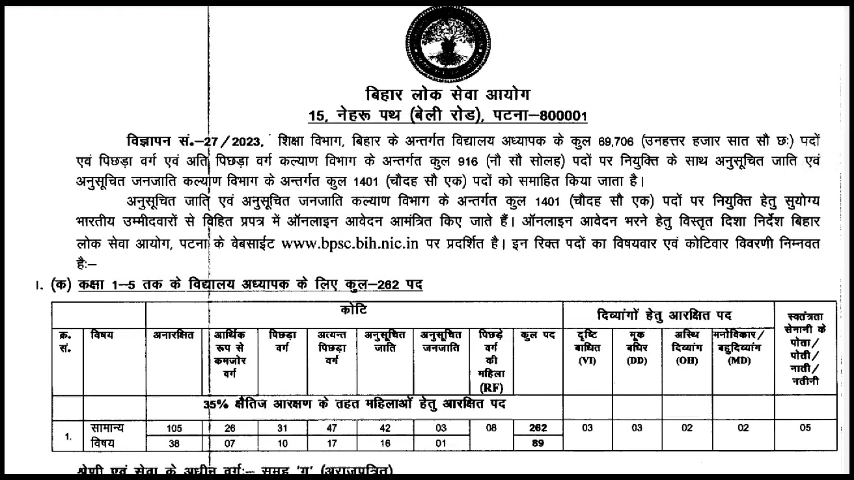 बिहार लोक सेवा आयोग
15, नेहरू पथ (बेली रोड), पटना–800001
विज्ञापन सं.–27/2023, शिक्षा विभाग, बिहार के अन्तर्गत विद्यालय अध्यापक के कुल 69,706 (उनहत्तर हजार सात सौ छः) पदों
एवं पिछड़ा वर्ग एवं अति पिछड़ा वर्ग कल्याण विभाग के अन्तर्गत कुल 916 (नौ सौ सोलह) पदों पर नियुक्ति के साथ अनुसूचित जाति एवं
अनुसूचित जनजाति कल्याण विभाग के अन्तर्गत कुल 1401 (चौदह सौ एक) पदों को समाहित किया जाता है।
अनुसूचित जाति एवं अनुसूचित जनजाति कल्याण विभाग के अन्तर्गत कुल 1401 (चौदह सौ एक) पदों पर नियुक्ति हेतु सुयोग्य
भारतीय उम्मीदवारों से विहित प्रपत्र में ऑनलाइन आवेदन आमंत्रित किए जाते हैं। ऑनलाइन आवेदन भरने हेतु विस्तृत दिशा निर्देश बिहार
लोक सेवा आयोग, पटना के वेबसाईट www.bpsc.bih.nic.in पर प्रदर्शित है। इन रिक्त पदों का विषयवार एवं कोटिवार विवरणी निम्नवत
है:–
I. (क) कक्षा 1–5 तक के विद्यालय अध्यापक के लिए कुल–262 पद
कोटि दिव्यांगों हेतु आरक्षित पद स्वतंत्रता सेनानी के पोता/ पोती/ नाती/ नतीनी
क्र. सं. विषय अनारक्षित आर्थिक रूप से कमजोर वर्ग पिछड़ा वर्ग अत्यन्त पिछड़ा वर्ग अनुसूचित जाति अनुसूचित जनजाति पिछड़े वर्ग की महिला (RF) कुल पद दृष्टि बाधित (VI) मूक बधिर (DD) अस्थि दिव्यांग (OH) मनोविकार/ बहुदिव्यांग (MD)
35% क्षैतिज आरक्षण के तहत महिलाओं हेतु आरक्षित पद
1. सामान्य विषय 105 26 31 47 42 03 08 262 03 03 02 02 05
38 07 10 17 16 01 89
श्रेणी एवं सेवा के अधीन वर्ग:– समूह 'ग' (अराजपत्रित)